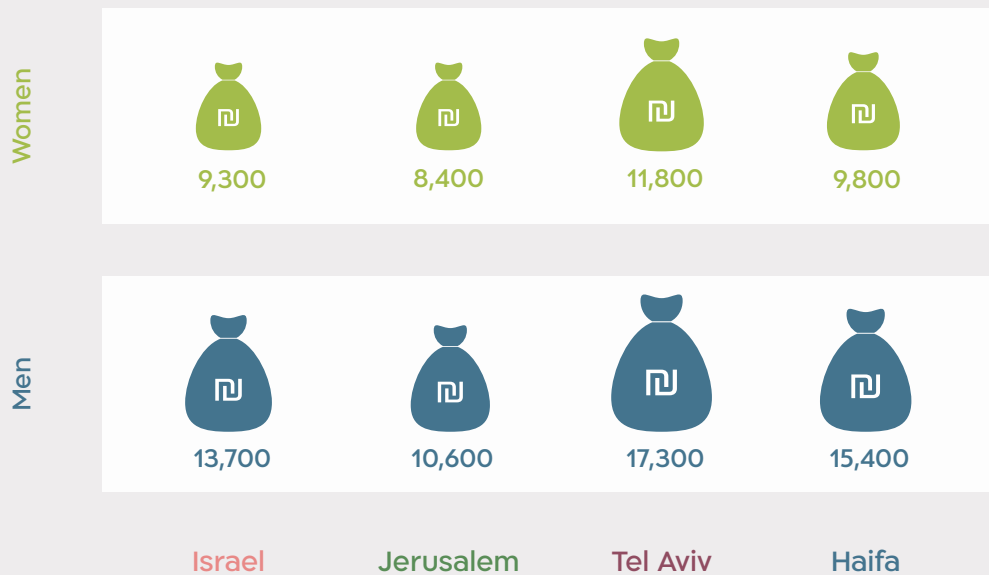 Women
₪ ₪ ₪ ₪
9,300 8,400 11,800 9,800
Men
₪ ₪ ₪ ₪
13,700 10,600 17,300 15,400
Israel Jerusalem Tel Aviv Haifa